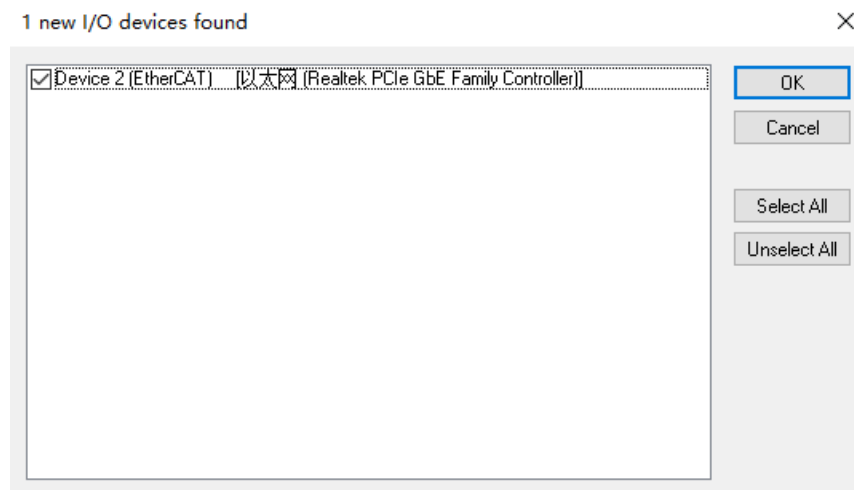 1 new I/O devices found
Device 2 (EtherCAT) [以太网 (Realtek PCIe GbE Family Controller)]
OK
Cancel
Select All
Unselect All